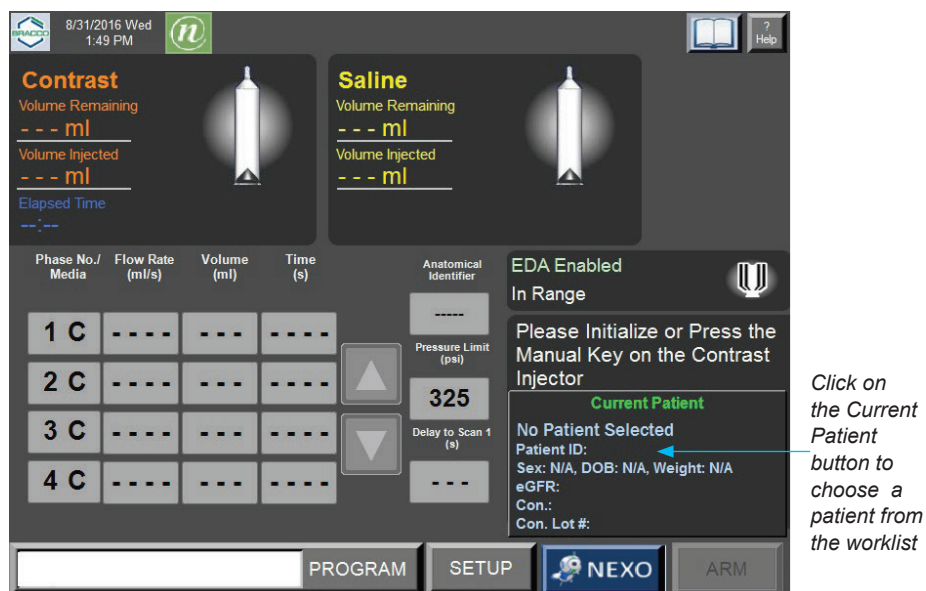 BRACCO
8/31/2016 Wed
1:49 PM
n
?
Help
Contrast
Volume Remaining
- - - ml
Volume Injected
- - - ml
Elapsed Time
--:--
Saline
Volume Remaining
- - - ml
Volume Injected
- - - ml
Phase No./
Media
Flow Rate
(ml/s)
Volume
(ml)
Time
(s)
1 C - - - - - - - - - - -
2 C - - - - - - - - - - -
3 C - - - - - - - - - - -
4 C - - - - - - - - - - -
Anatomical
Identifier
-----
Pressure Limit
(psi)
325
Delay to Scan 1
(s)
- - -
EDA Enabled
In Range
Please Initialize or Press the
Manual Key on the Contrast
Injector
Current Patient
No Patient Selected
Patient ID:
Sex: N/A, DOB: N/A, Weight: N/A
eGFR:
Con.:
Con. Lot #:
PROGRAM
SETUP
NEXO
ARM
Click on
the Current
Patient
button to
choose a
patient from
the worklist